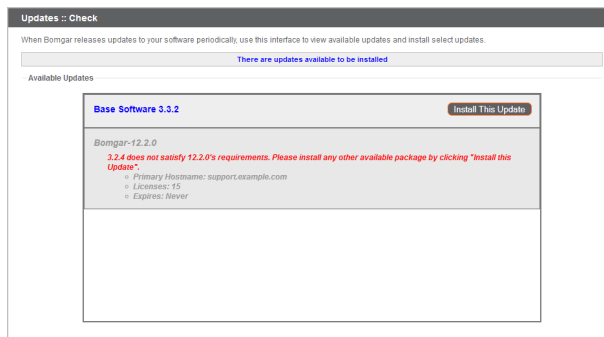 Updates :: Check
When Bomgar releases updates to your software periodically, use this interface to view available updates and install select updates.
There are updates available to be installed
Available Updates
Base Software 3.3.2
Install This Update
Bomgar-12.2.0
3.2.4 does not satisfy 12.2.0's requirements. Please install any other available package by clicking "Install this
Update".
Primary Hostname: support.example.com
Licenses: 15
Expires: Never